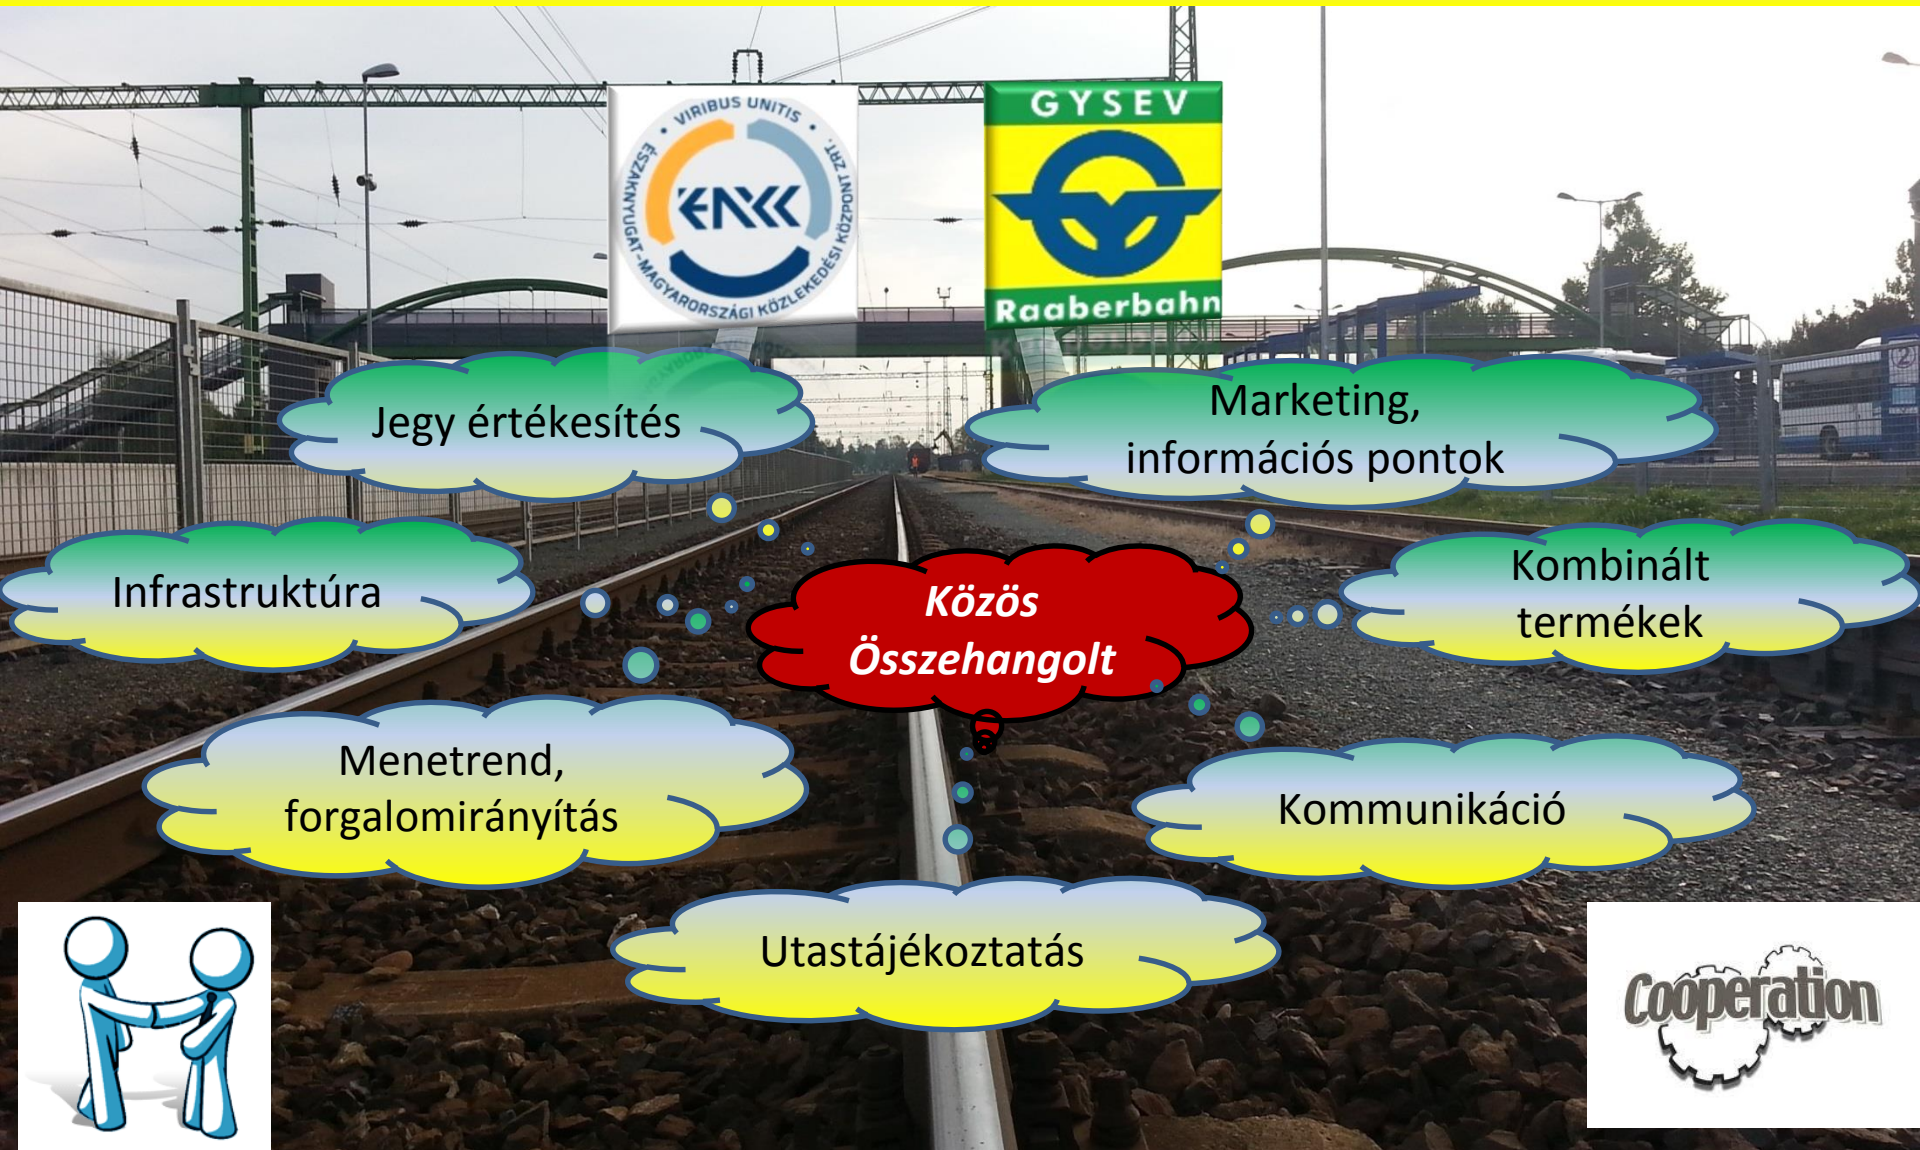 VIRIBUS UNITIS
ÉSZAKNYUGAT-MAGYARORSZÁGI KÖZLEKEDÉSI KÖZPONT ZRT.
ENYKK
GYSEV
Raaberbahn
Jegy értékesítés
Marketing,
információs pontok
Infrastruktúra
Közös
Összehangolt
Kombinált
termékek
Menetrend,
forgalomirányítás
Kommunikáció
Utastájékoztatás
Cooperation